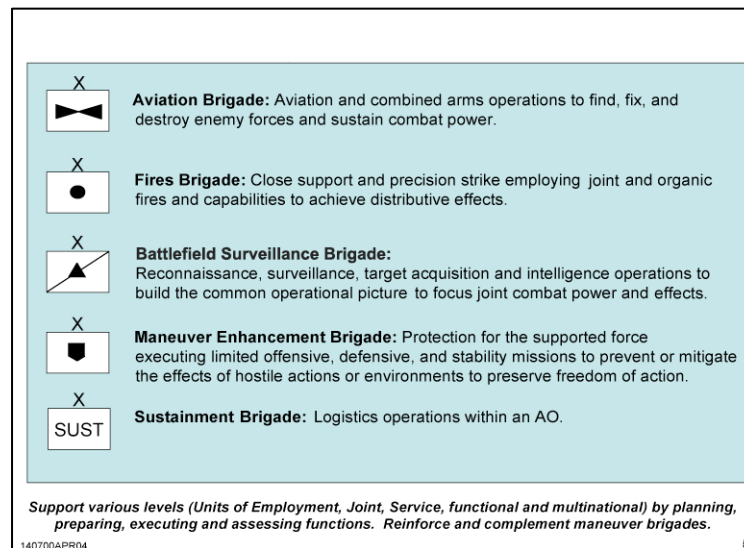 X
Aviation Brigade: Aviation and combined arms operations to find, fix, and
destroy enemy forces and sustain combat power.
X
Fires Brigade: Close support and precision strike employing joint and organic
fires and capabilities to achieve distributive effects.
X
Battlefield Surveillance Brigade:
Reconnaissance, surveillance, target acquisition and intelligence operations to
build the common operational picture to focus joint combat power and effects.
X
Maneuver Enhancement Brigade: Protection for the supported force
executing limited offensive, defensive, and stability missions to prevent or mitigate
the effects of hostile actions or environments to preserve freedom of action.
X
SUST
Sustainment Brigade: Logistics operations within an AO.
Support various levels (Units of Employment, Joint, Service, functional and multinational) by planning,
preparing, executing and assessing functions. Reinforce and complement maneuver brigades.
140700APR04